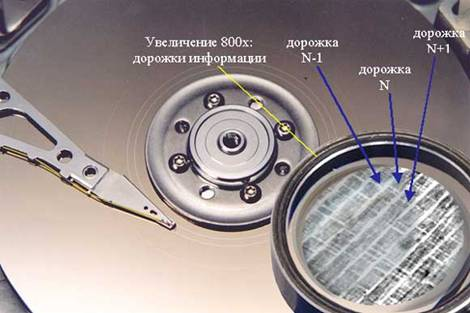 Увеличение 800x:
дорожки информации
дорожка
N-1
дорожка
N
дорожка
N+1